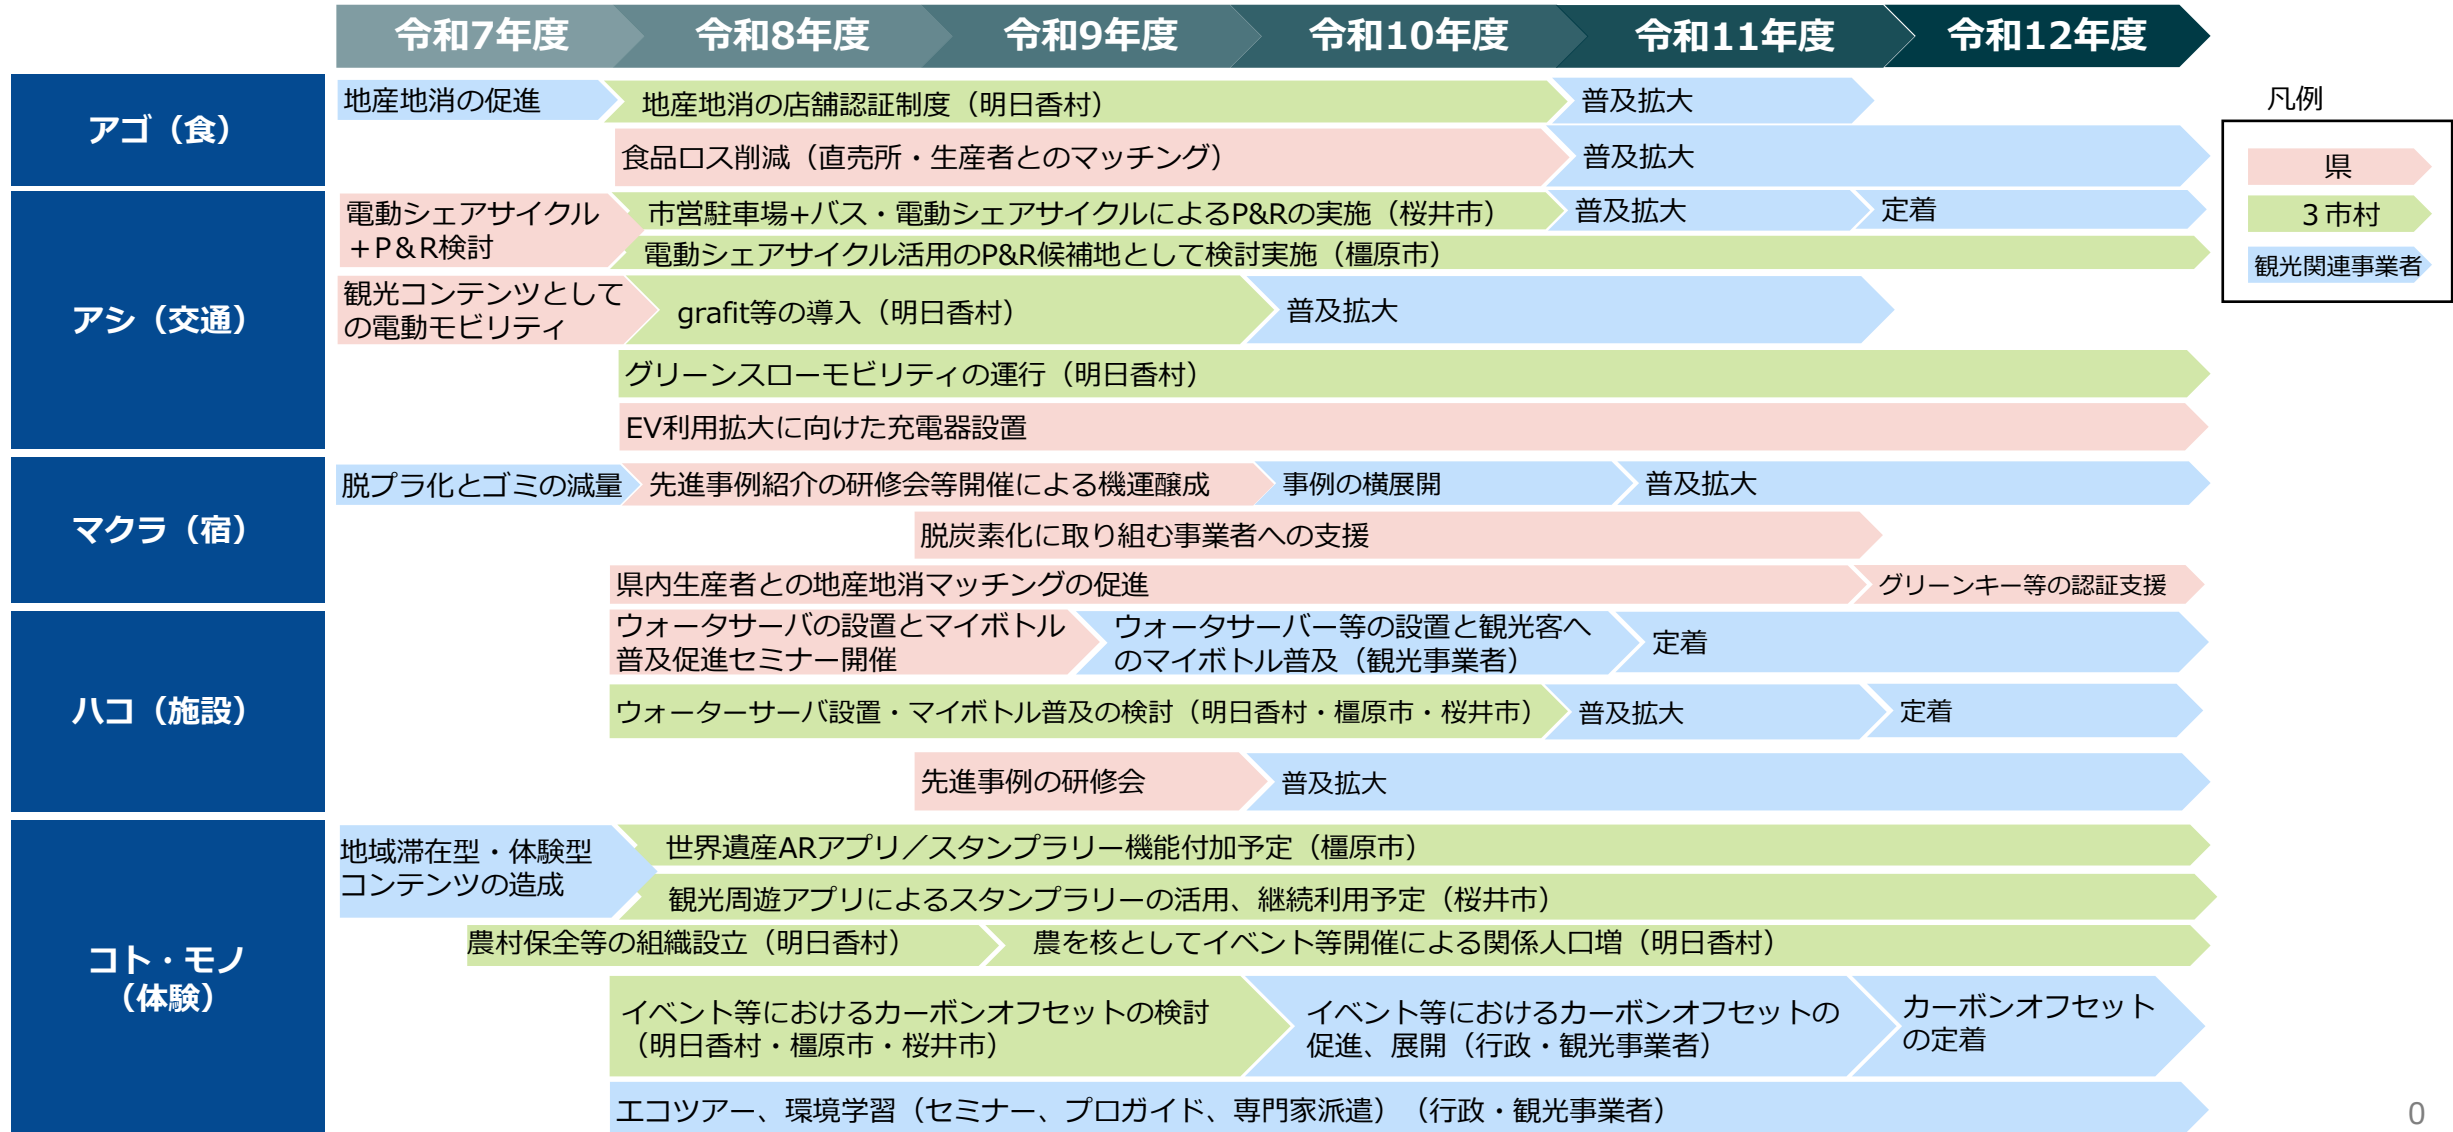 令和7年度 令和8年度 令和9年度 令和10年度 令和11年度 令和12年度
凡例
県
３市村
観光関連事業者
アゴ（食）
地産地消の促進 地産地消の店舗認証制度（明日香村） 普及拡大
食品ロス削減（直売所・生産者とのマッチング） 普及拡大
アシ（交通）
電動シェアサイクル
＋P＆R検討
市営駐車場+バス・電動シェアサイクルによるP&Rの実施（桜井市） 普及拡大 定着
電動シェアサイクル活用のP&R候補地として検討実施（橿原市）
観光コンテンツとして
の電動モビリティ
grafit等の導入（明日香村） 普及拡大
グリーンスローモビリティの運行（明日香村）
EV利用拡大に向けた充電器設置
マクラ（宿）
脱プラ化とゴミの減量 先進事例紹介の研修会等開催による機運醸成 事例の横展開 普及拡大
脱炭素化に取り組む事業者への支援
県内生産者との地産地消マッチングの促進 グリーンキー等の認証支援
ハコ（施設）
ウォータサーバの設置とマイボトル
普及促進セミナー開催
ウォータサーバー等の設置と観光客へ
のマイボトル普及（観光事業者）
定着
ウォーターサーバ設置・マイボトル普及の検討（明日香村・橿原市・桜井市） 普及拡大 定着
先進事例の研修会 普及拡大
コト・モノ
（体験）
地域滞在型・体験型
コンテンツの造成
世界遺産ARアプリ／スタンプラリー機能付加予定（橿原市）
観光周遊アプリによるスタンプラリーの活用、継続利用予定（桜井市）
農村保全等の組織設立（明日香村） 農を核としてイベント等開催による関係人口増（明日香村）
イベント等におけるカーボンオフセットの検討
（明日香村・橿原市・桜井市）
イベント等におけるカーボンオフセットの
促進、展開（行政・観光事業者）
カーボンオフセット
の定着
エコツアー、環境学習（セミナー、プロガイド、専門家派遣）（行政・観光事業者）
0